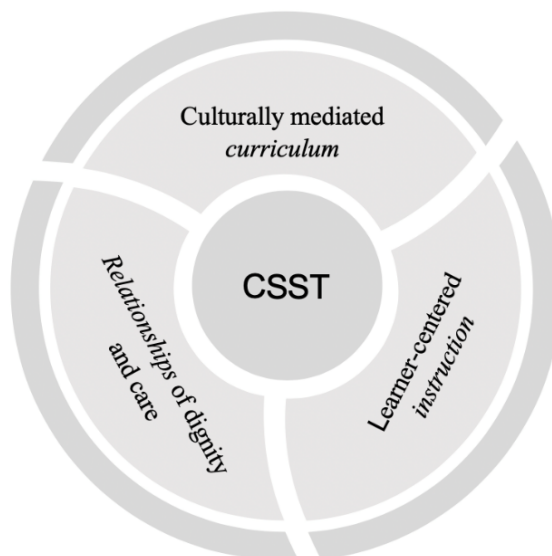 Culturally mediated
curriculum
CSST
Relationships of dignity
and care
Learner-centered
instruction